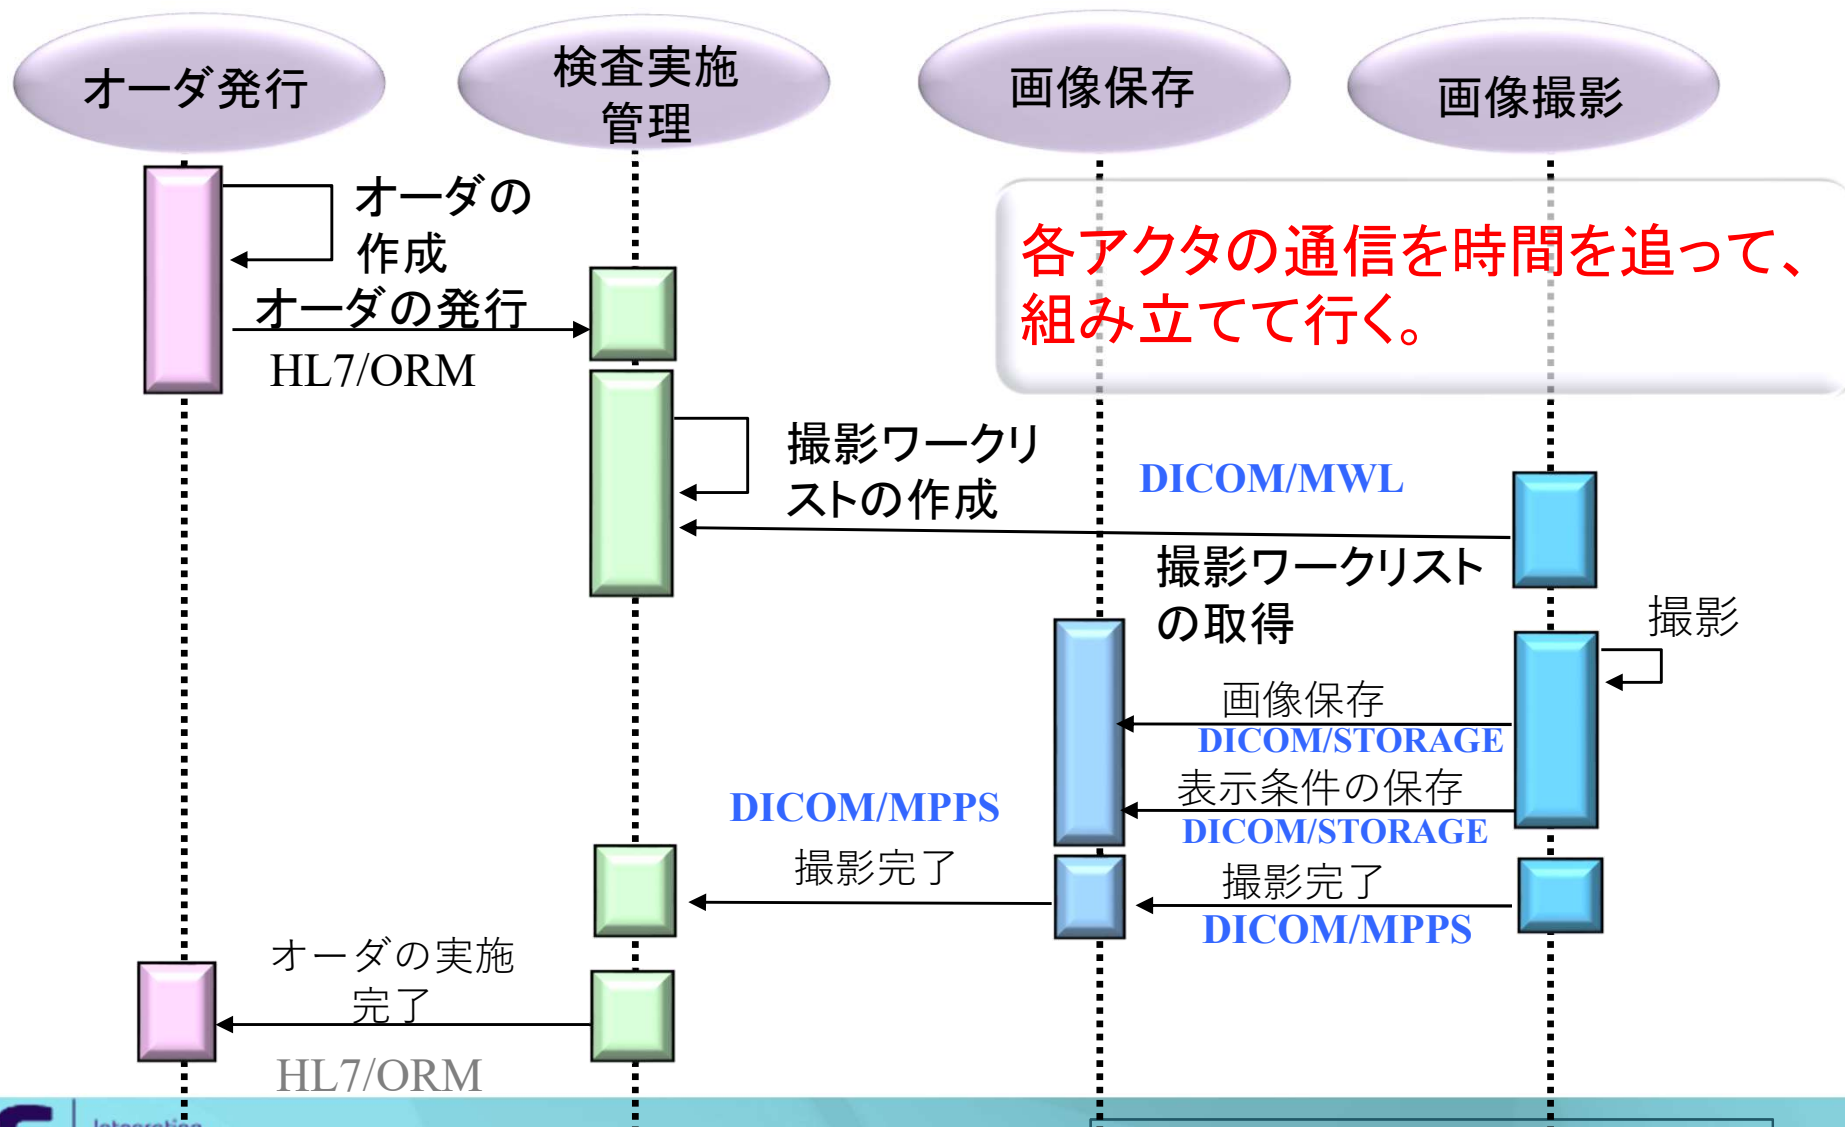 オーダ発行
検査実施
管理
画像保存
画像撮影
オーダの
作成
オーダの発行
HL7/ORM
各アクタの通信を時間を追って、
組み立てて行く。
撮影ワークリ
ストの作成
DICOM/MWL
撮影ワークリスト
の取得
撮影
画像保存
DICOM/STORAGE
表示条件の保存
DICOM/STORAGE
DICOM/MPPS
撮影完了
撮影完了
DICOM/MPPS
オーダの実施
完了
HL7/ORM